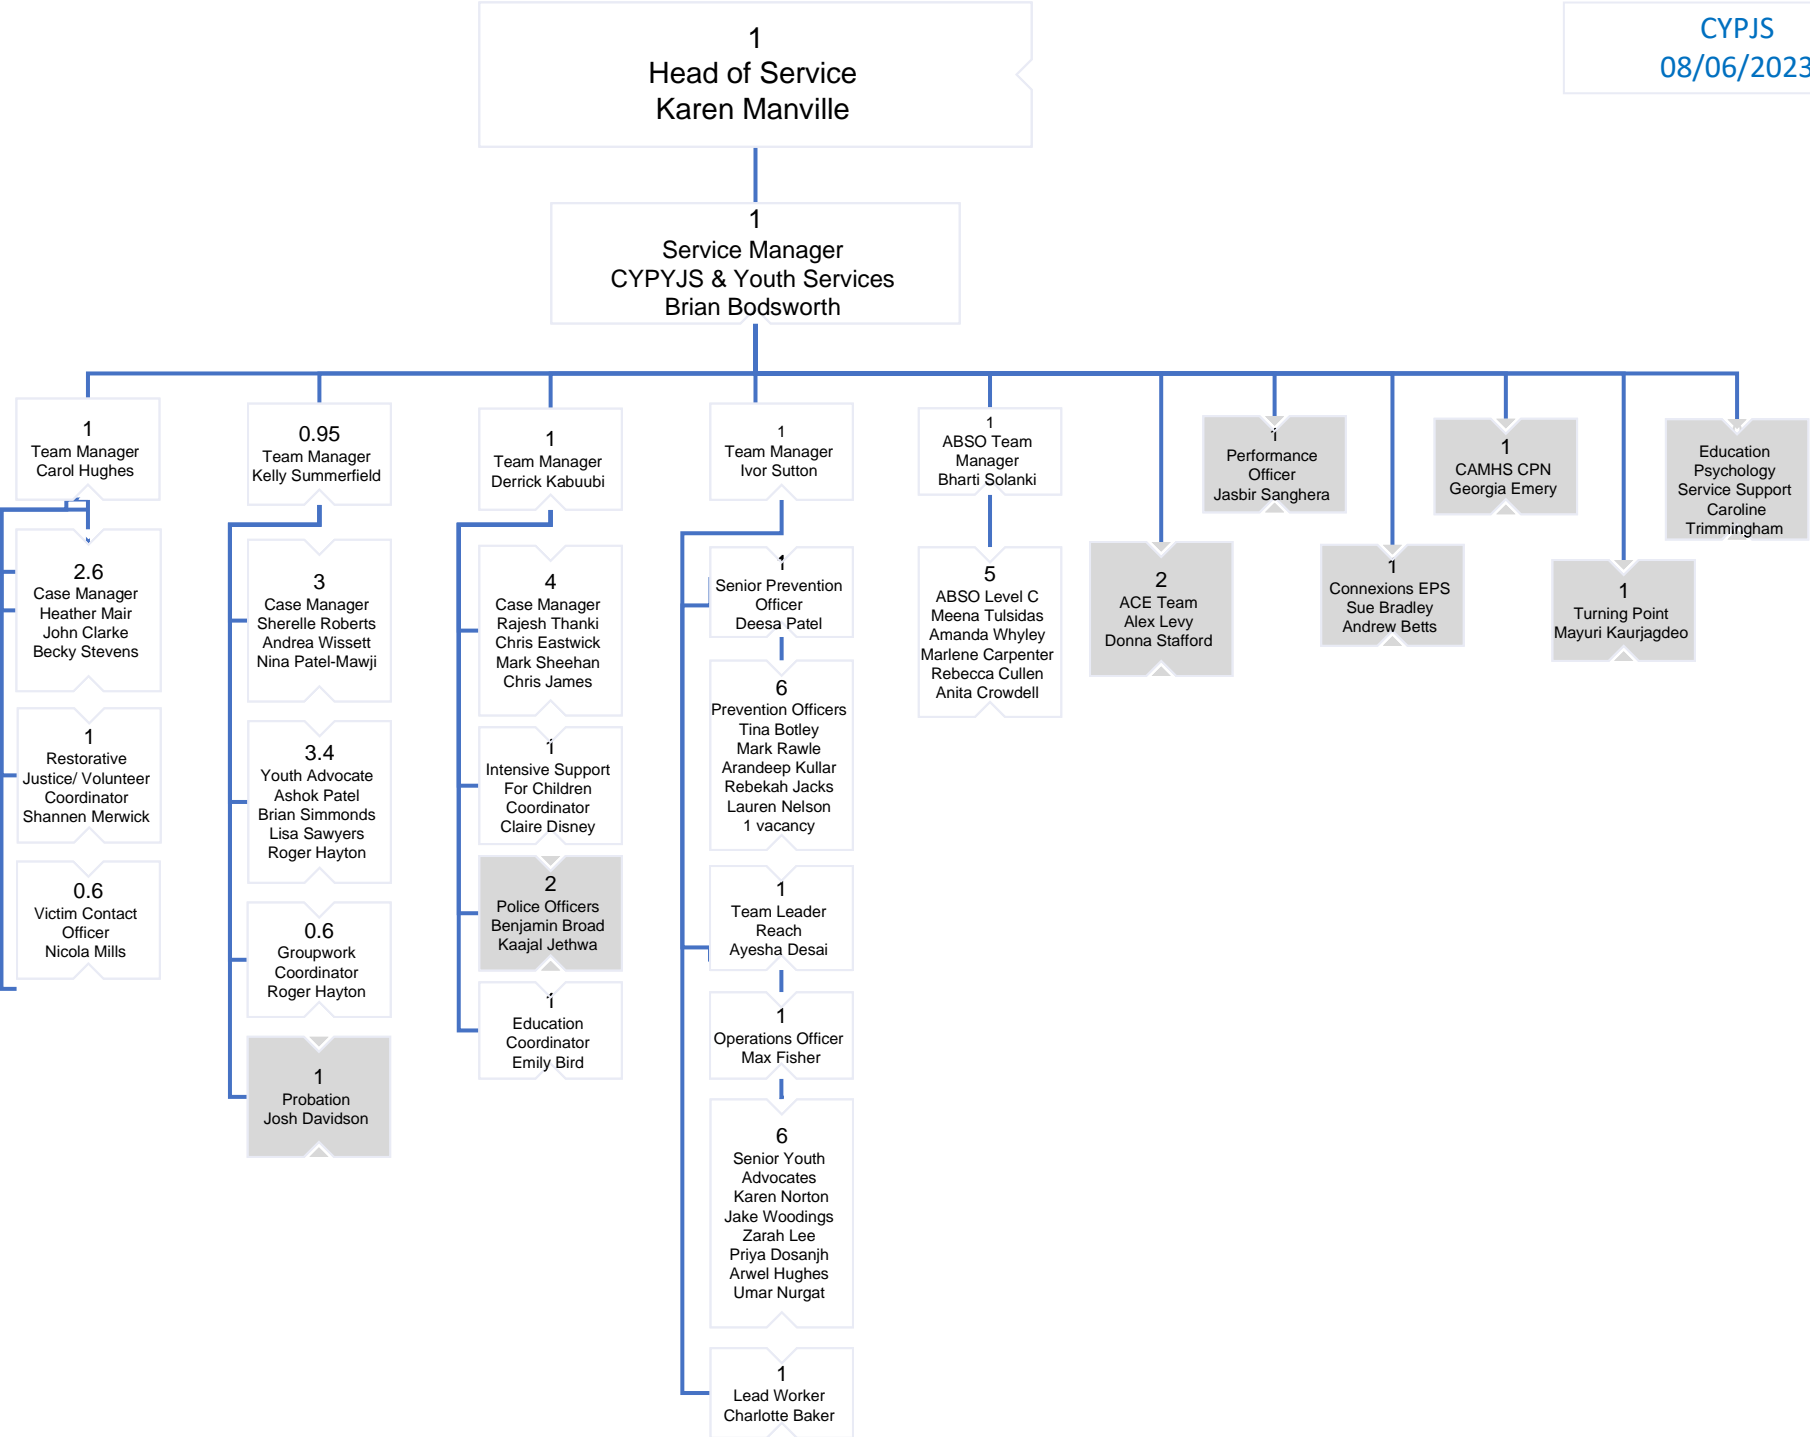 1
Head of Service
Karen Manville
CYPJS
08/06/2023
1
Service Manager
CYPYJS & Youth Services
Brian Bodsworth
1
Team Manager
Carol Hughes
2.6
Case Manager
Heather Mair
John Clarke
Becky Stevens
1
Restorative
Justice/ Volunteer
Coordinator
Shannen Merwick
0.6
Victim Contact
Officer
Nicola Mills
0.95
Team Manager
Kelly Summerfield
3
Case Manager
Sherelle Roberts
Andrea Wissett
Nina Patel-Mawji
3.4
Youth Advocate
Ashok Patel
Brian Simmonds
Lisa Sawyers
Roger Hayton
0.6
Groupwork
Coordinator
Roger Hayton
1
Probation
Josh Davidson
1
Team Manager
Derrick Kabuubi
4
Case Manager
Rajesh Thanki
Chris Eastwick
Mark Sheehan
Chris James
1
Intensive Support
For Children
Coordinator
Claire Disney
2
Police Officers
Benjamin Broad
Kaajal Jethwa
1
Education
Coordinator
Emily Bird
1
Team Manager
Ivor Sutton
1
Senior Prevention
Officer
Deesa Patel
6
Prevention Officers
Tina Botley
Mark Rawle
Arandeep Kullar
Rebekah Jacks
Lauren Nelson
1 vacancy
1
Team Leader
Reach
Ayesha Desai
1
Operations Officer
Max Fisher
6
Senior Youth
Advocates
Karen Norton
Jake Woodings
Zarah Lee
Priya Dosanjh
Arwel Hughes
Umar Nurgat
1
Lead Worker
Charlotte Baker
1
ABSO Team
Manager
Bharti Solanki
5
ABSO Level C
Meena Tulsidas
Amanda Whyley
Marlene Carpenter
Rebecca Cullen
Anita Crowdell
2
ACE Team
Alex Levy
Donna Stafford
1
Performance
Officer
Jasbir Sanghera
1
Connexions EPS
Sue Bradley
Andrew Betts
1
CAMHS CPN
Georgia Emery
1
Turning Point
Mayuri Kaurjagdeo
Education
Psychology
Service Support
Caroline
Trimmingham